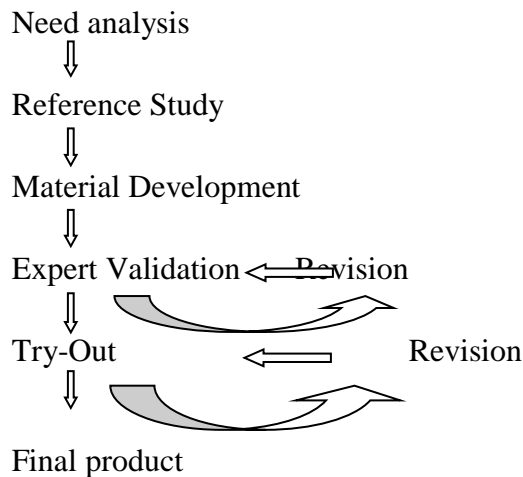 Need analysis
Reference Study
Material Development
Expert Validation Revision
Try-Out Revision
Final product